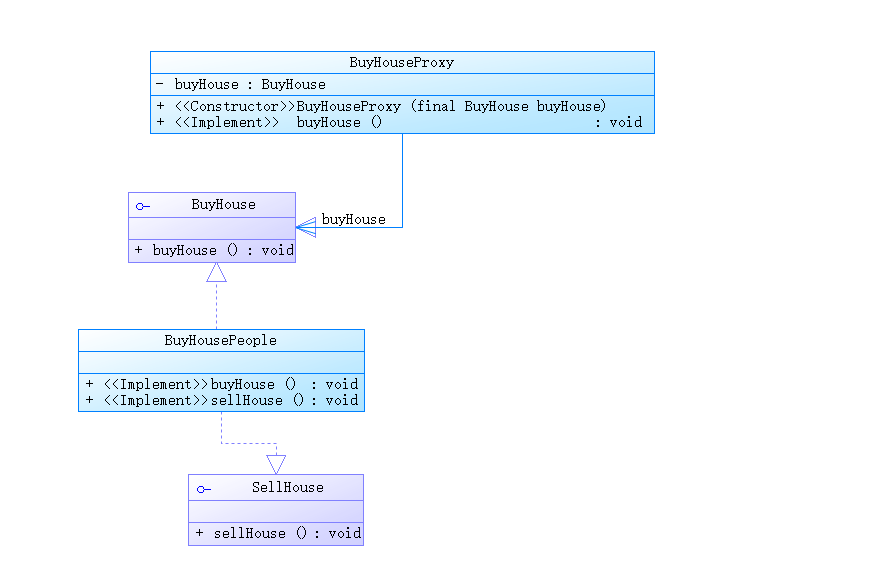 BuyHouseProxy
- buyHouse : BuyHouse
+ <<Constructor>>BuyHouseProxy (final BuyHouse buyHouse)
+ <<Implement>> buyHouse () : void
BuyHouse
buyHouse
+ buyHouse () : void
BuyHousePeople
+ <<Implement>>buyHouse () : void
+ <<Implement>>sellHouse () : void
SellHouse
+ sellHouse () : void